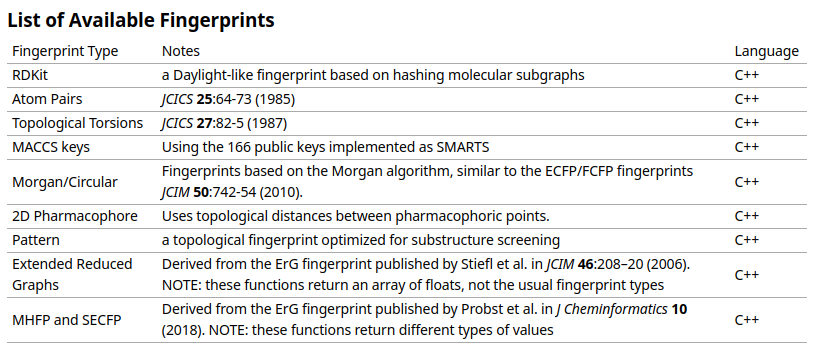 List of Available Fingerprints
Fingerprint Type Notes Language
RDKit a Daylight-like fingerprint based on hashing molecular subgraphs C++
Atom Pairs JCICS 25:64-73 (1985) C++
Topological Torsions JCICS 27:82-5 (1987) C++
MACCS keys Using the 166 public keys implemented as SMARTS C++
Morgan/Circular Fingerprints based on the Morgan algorithm, similar to the ECFP/FCFP fingerprints
JCIM 50:742-54 (2010). C++
2D Pharmacophore Uses topological distances between pharmacophoric points. C++
Pattern a topological fingerprint optimized for substructure screening C++
Extended Reduced Derived from the ErG fingerprint published by Stiefl et al. in JCIM 46:208–20 (2006).
Graphs NOTE: these functions return an array of floats, not the usual fingerprint types C++
MHFP and SECFP Derived from the ErG fingerprint published by Probst et al. in J Cheminformatics 10
(2018). NOTE: these functions return different types of values C++